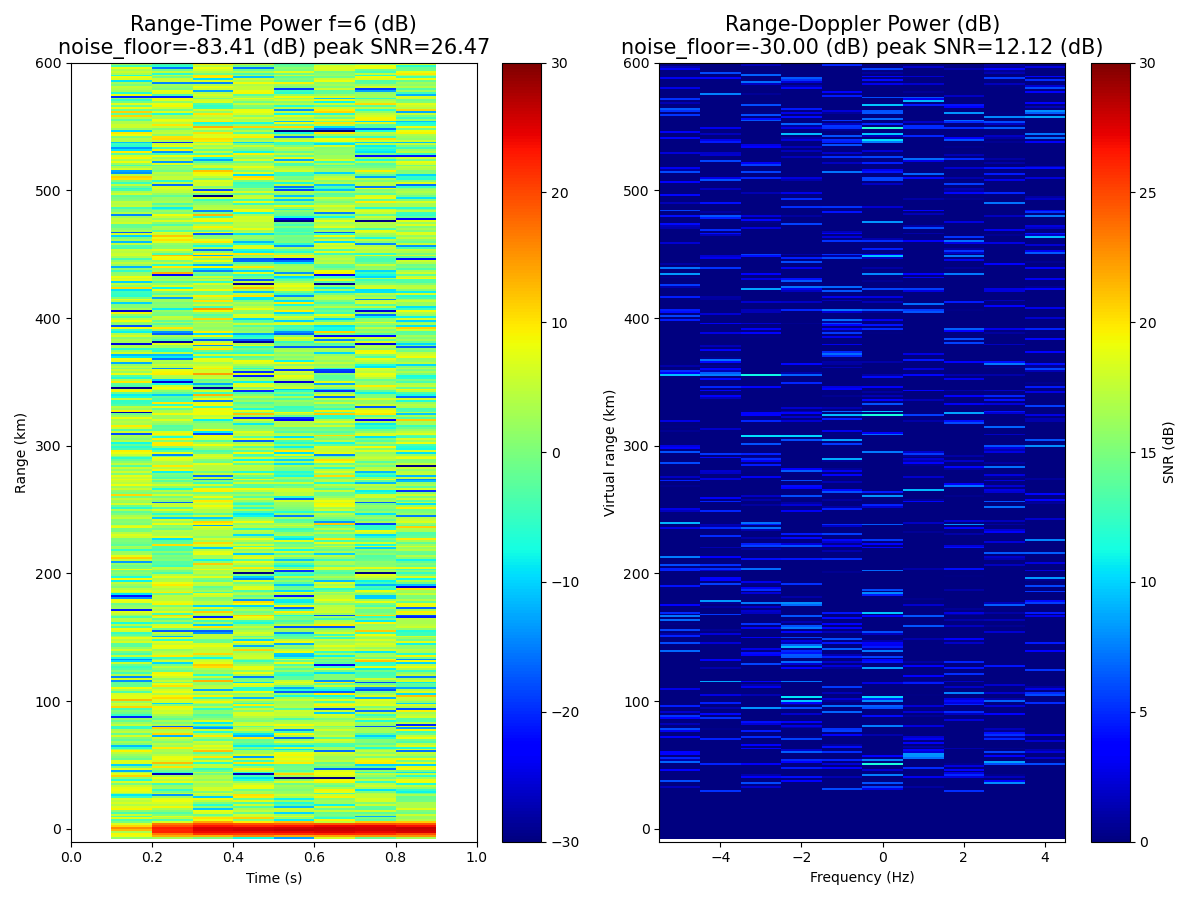 Range-Time Power f=6 (dB)
noise_floor=-83.41 (dB) peak SNR=26.47
600
500
400
300
200
100
0
Range (km)
0.0 0.2 0.4 0.6 0.8 1.0
Time (s)
30
20
10
0
−10
−20
−30
Range-Doppler Power (dB)
noise_floor=-30.00 (dB) peak SNR=12.12 (dB)
600
500
400
300
200
100
0
Virtual range (km)
−4 −2 0 2 4
Frequency (Hz)
30
25
20
15
10
5
0
SNR (dB)